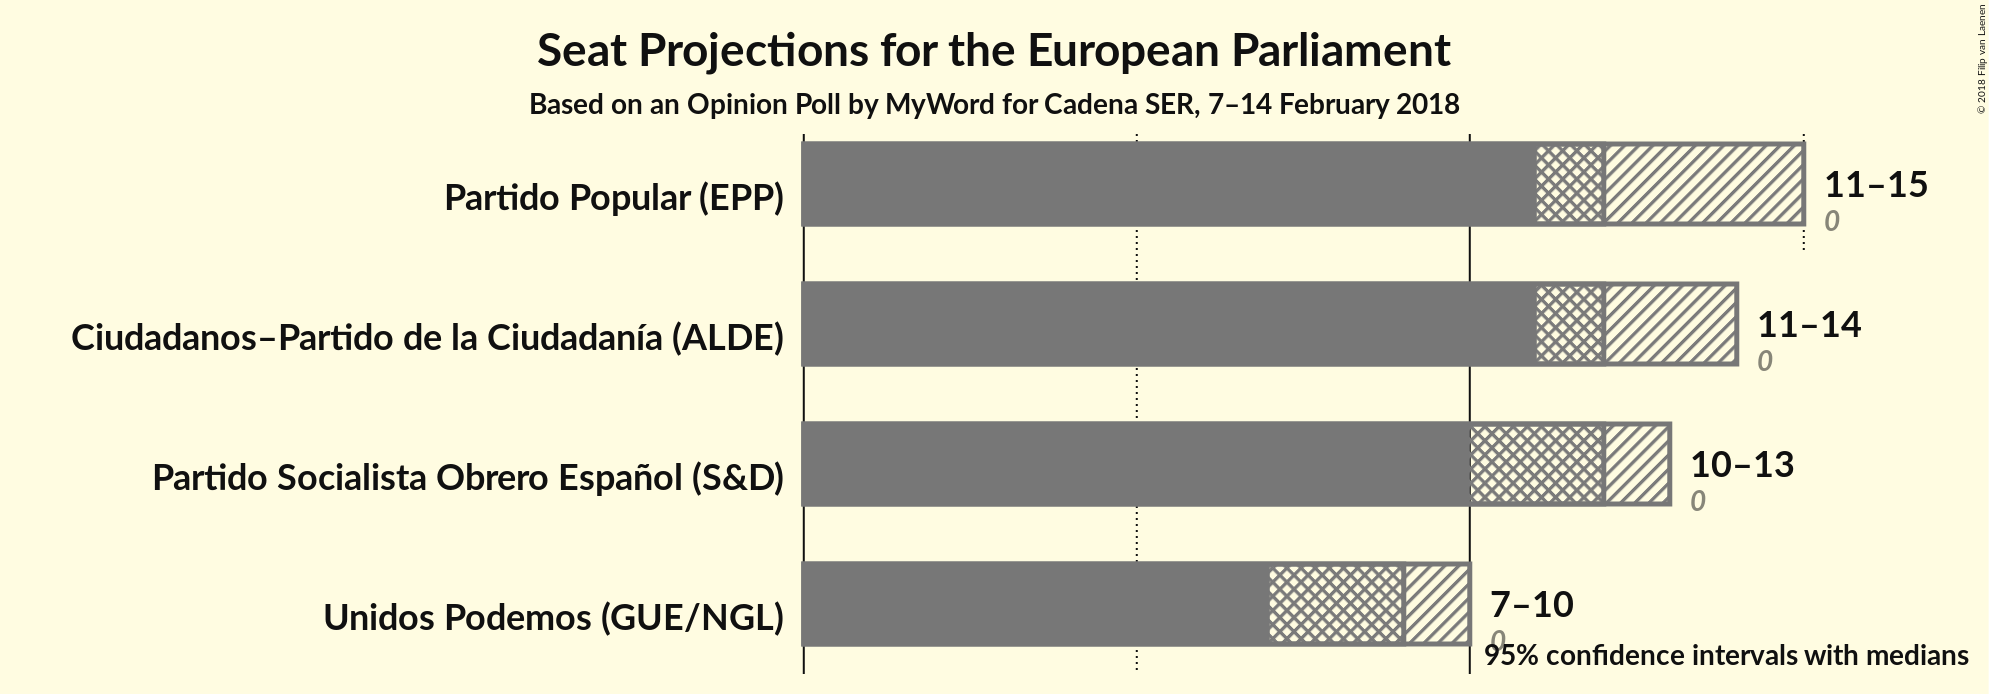 Seat Projections for the European Parliament
Based on an Opinion Poll by MyWord for Cadena SER, 7–14 February 2018
© 2018 Filip van Laenen
Partido Popular (EPP)
11–15
0
Ciudadanos–Partido de la Ciudadanía (ALDE)
11–14
0
Partido Socialista Obrero Español (S&D)
10–13
0
Unidos Podemos (GUE/NGL)
7–10
0
95% confidence intervals with medians